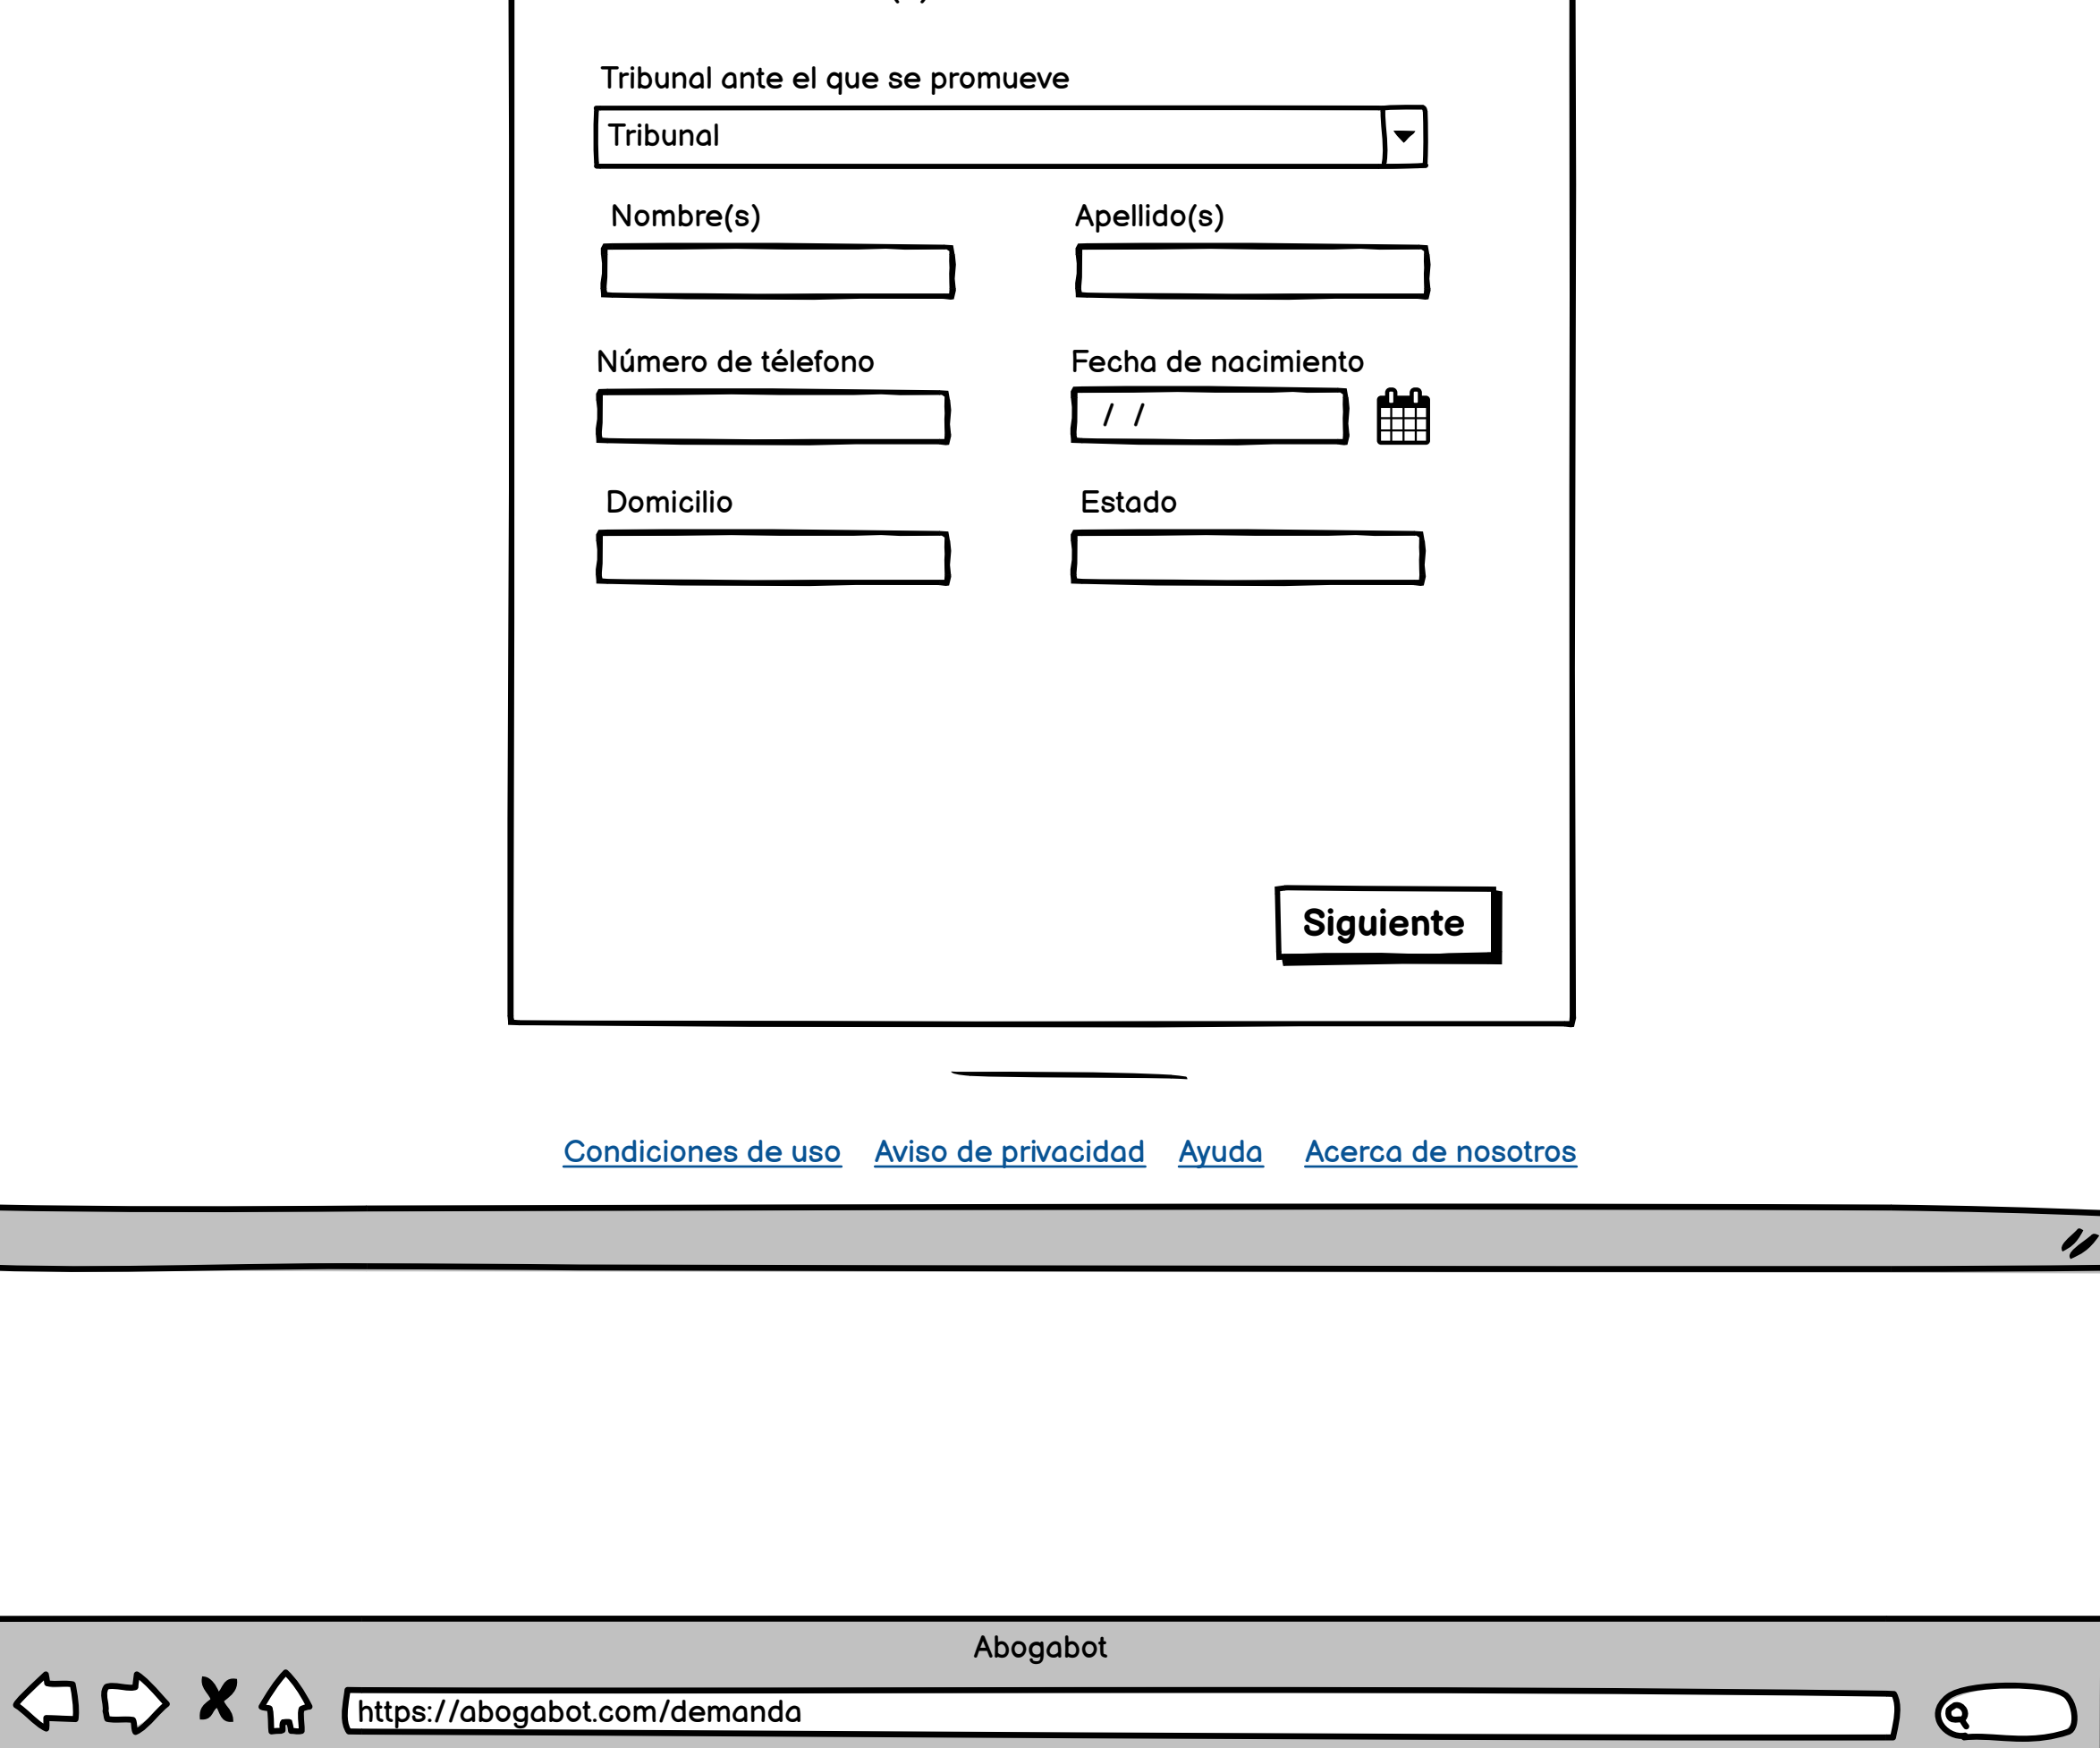 Tribunal ante el que se promueve
Tribunal
Nombre(s) Apellido(s)
Número de télefono Fecha de nacimiento
/ /
Domicilio Estado
Siguiente
Condiciones de uso Aviso de privacidad Ayuda Acerca de nosotros
Abogabot
https://abogabot.com/demanda